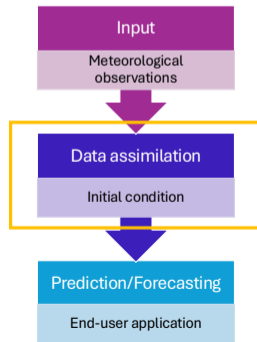 Input
Meteorological
observations
Data assimilation
Initial condition
Prediction/Forecasting
End-user application